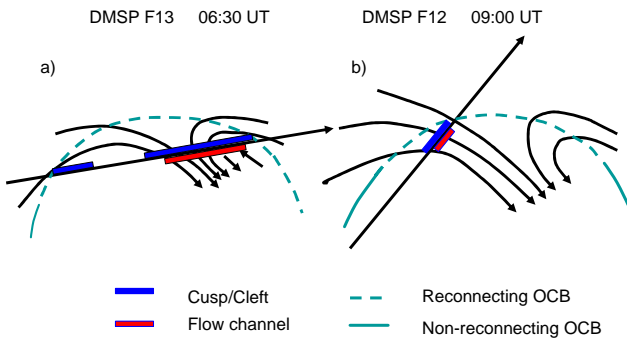 DMSP F13 06:30 UT
DMSP F12 09:00 UT
a)
b)
Cusp/Cleft
Flow channel
Reconnecting OCB
Non-reconnecting OCB